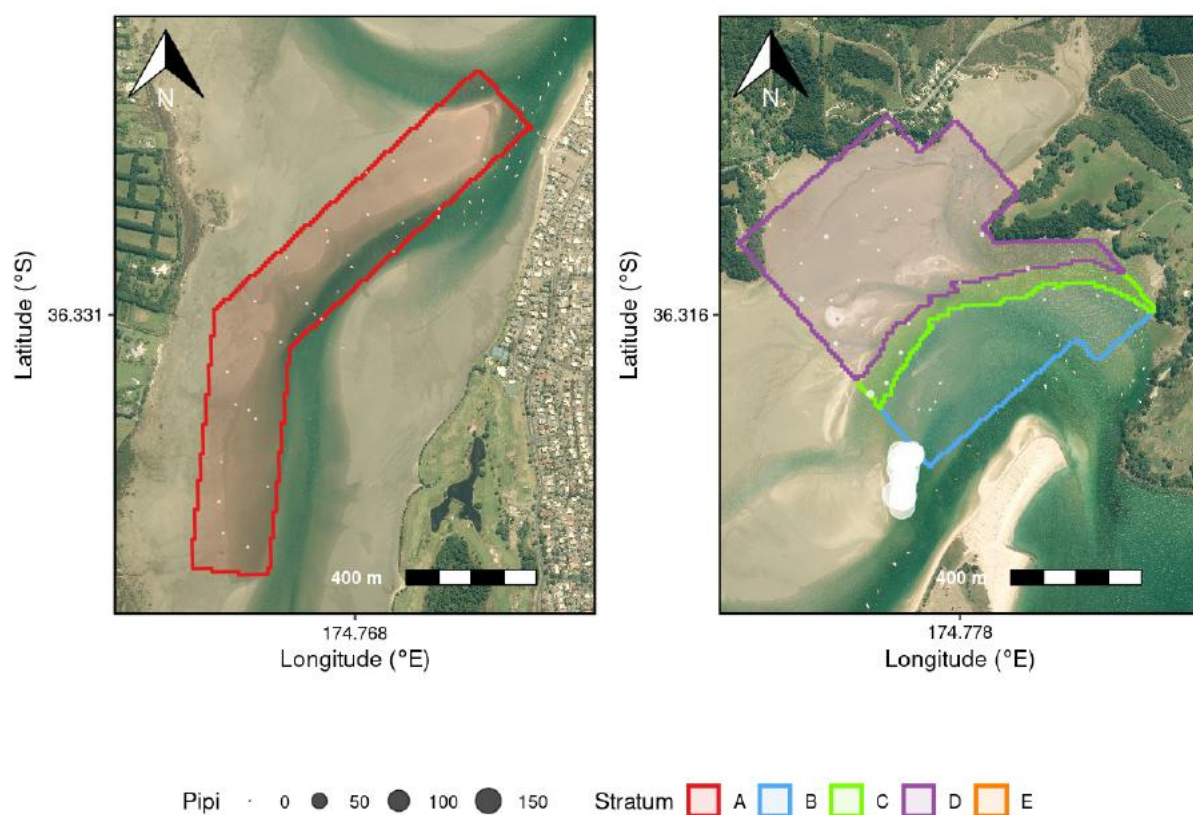 N
N
Latitude (°S)
36.331
400 m
174.768
Longitude (°E)
Latitude (°S)
36.316
400 m
174.778
Longitude (°E)
Pipi 0 50 100 150 Stratum A B C D E